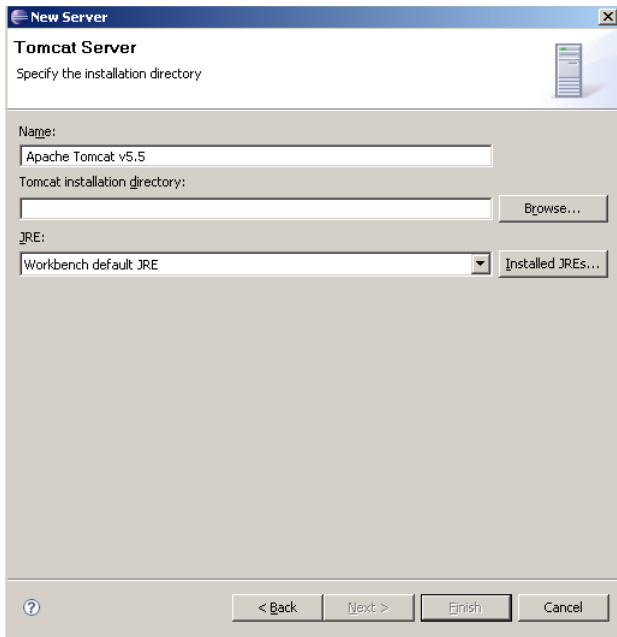 New Server
Tomcat Server
Specify the installation directory
Name:
Apache Tomcat v5.5
Tomcat installation directory:
Browse...
JRE:
Workbench default JRE
Installed JREs...
?
< Back
Next >
Finish
Cancel